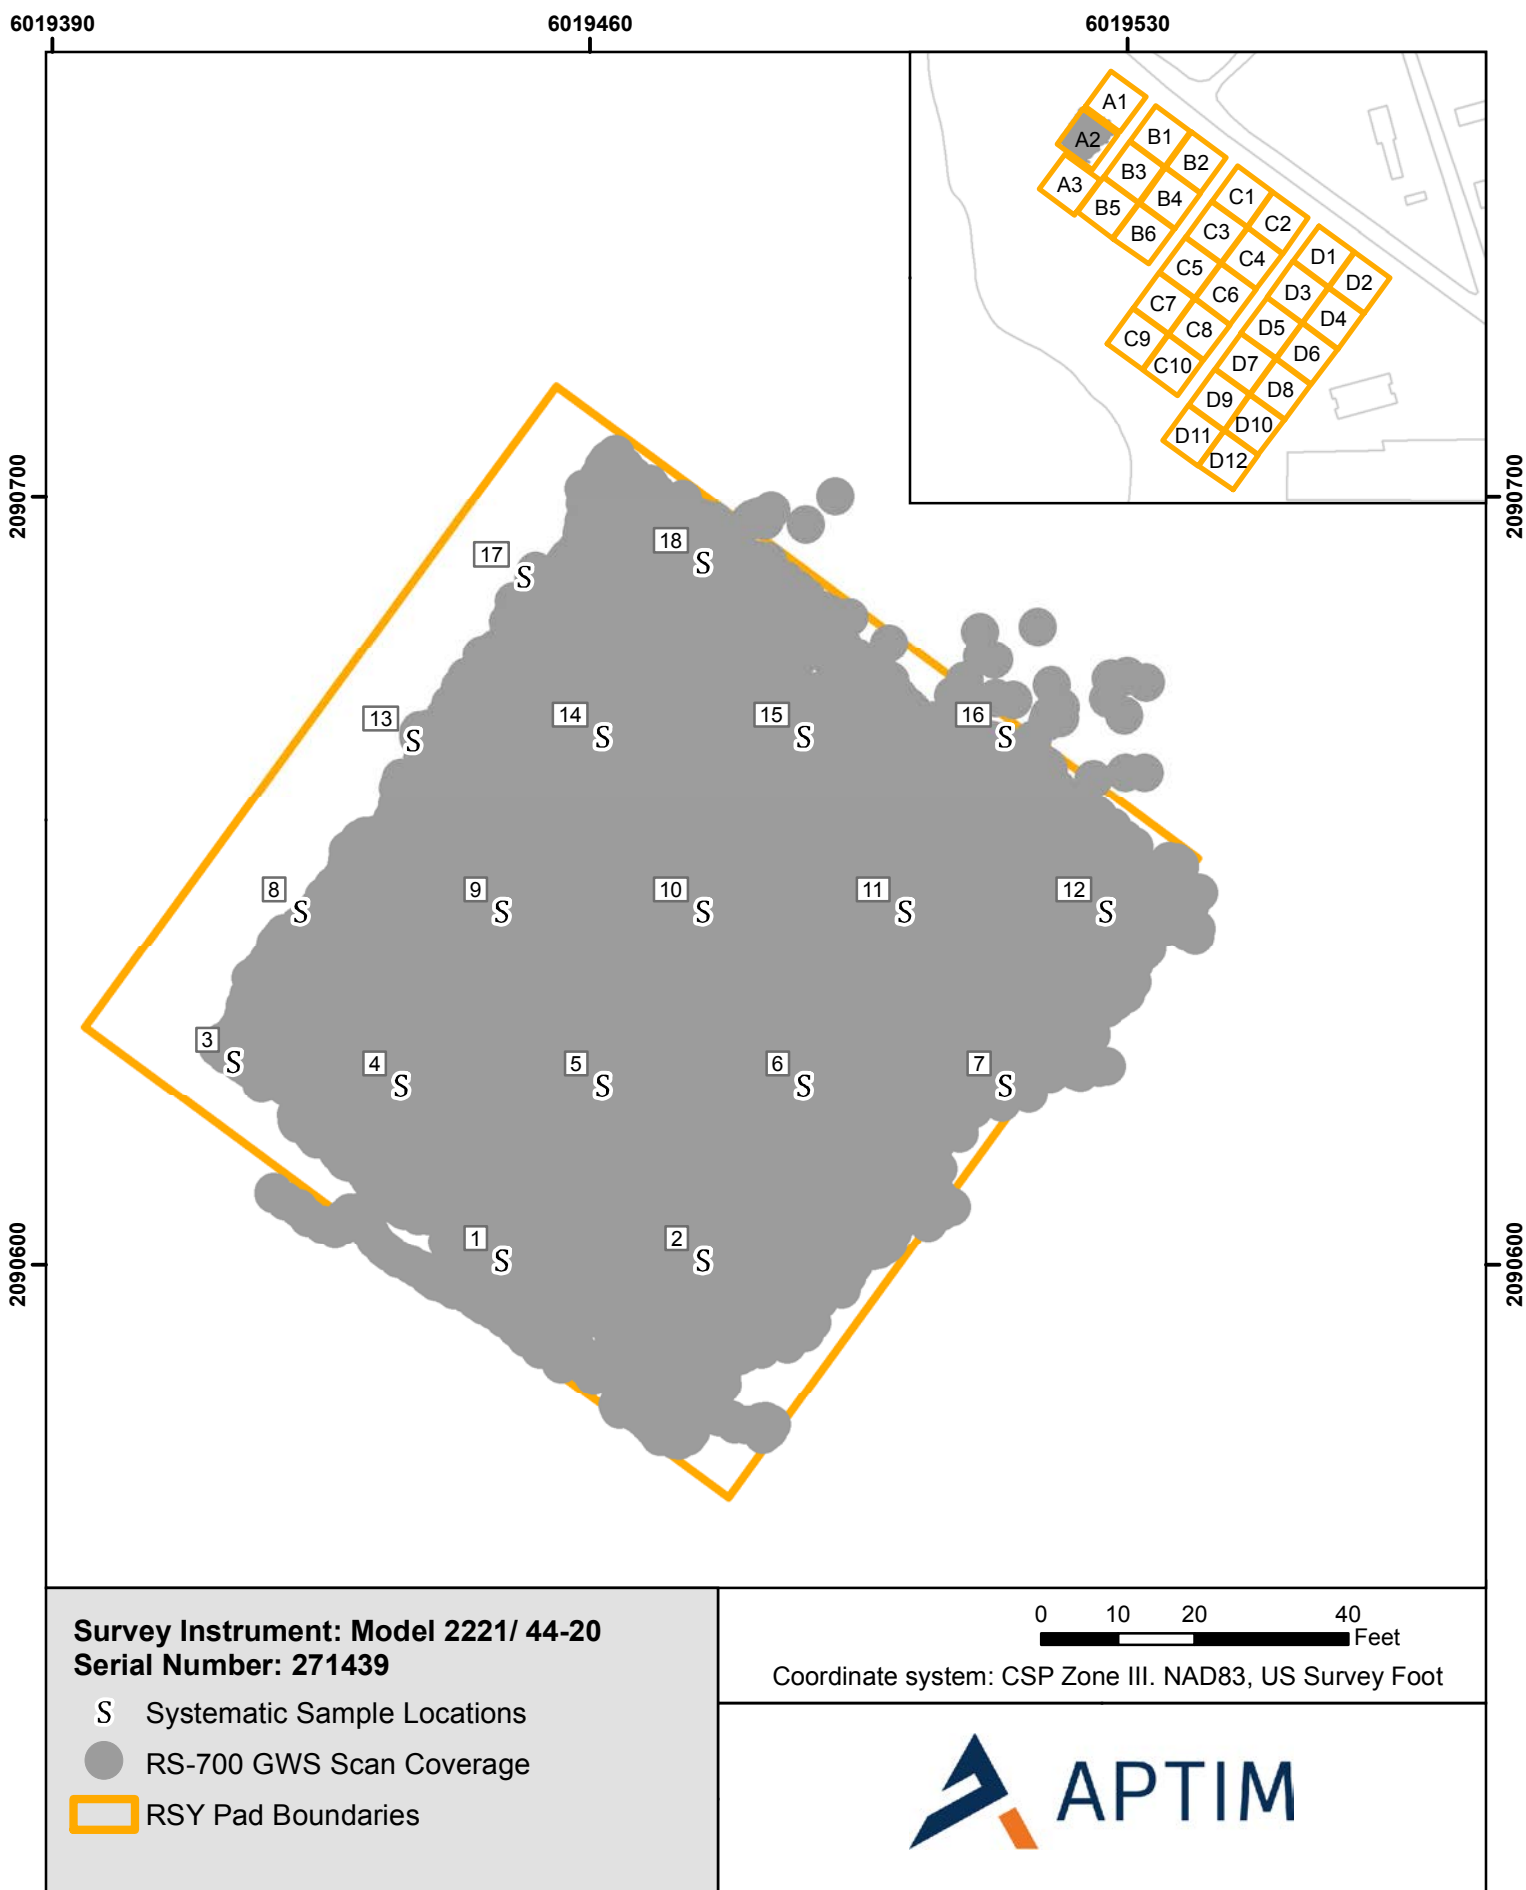 6019390
6019460
6019530
A1
A2
A3
B1
B2
B3
B4
B5
B6
C1
C2
C3
C4
C5
C6
C7
C8
C9
C10
D1
D2
D3
D4
D5
D6
D7
D8
D9
D10
D11
D12
2090700
2090700
17 S
18 S
13 S
14 S
15 S
16 S
8 S
9 S
10 S
11 S
12 S
3 S
4 S
5 S
6 S
7 S
1 S
2 S
2090600
2090600
Survey Instrument: Model 2221/ 44-20
Serial Number: 271439
S Systematic Sample Locations
RS-700 GWS Scan Coverage
RSY Pad Boundaries
0 10 20 40
Feet
Coordinate system: CSP Zone III. NAD83, US Survey Foot
APTIM